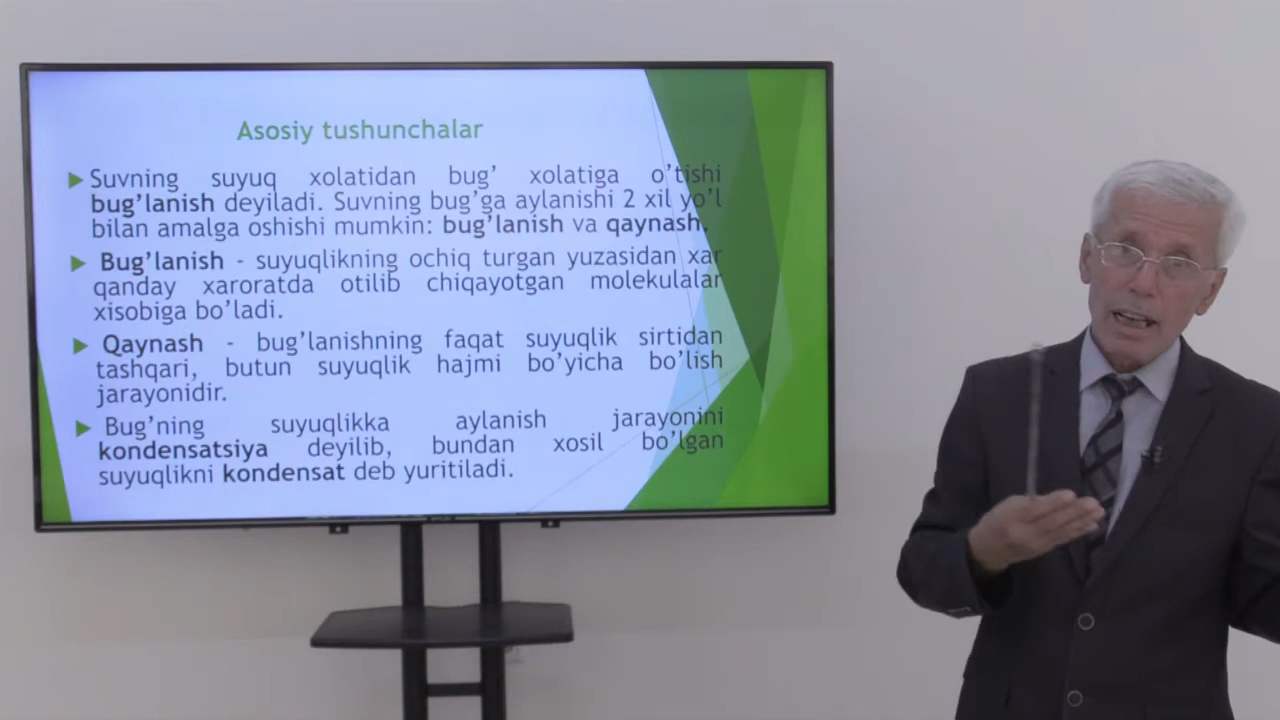 Asosiy tushunchalar
Suvning suyuq xolatidan bug’ xolatiga o’tishi
bug’lanish deyiladi. Suvning bug’ga aylanishi 2 xil yo’l
bilan amalga oshishi mumkin: bug’lanish va qaynash.
Bug’lanish - suyuqlikning ochiq turgan yuzasidan xar
qanday xaroratda otilib chiqayotgan molekulalar
xisobiga bo’ladi.
Qaynash - bug’lanishning faqat suyuqlik sirtidan
tashqari, butun suyuqlik hajmi bo’yicha bo’lish
jarayonidir.
Bug’ning suyuqlikka aylanish jarayonini
kondensatsiya deyilib, bundan xosil bo’lgan
suyuqlikni kondensat deb yuritiladi.